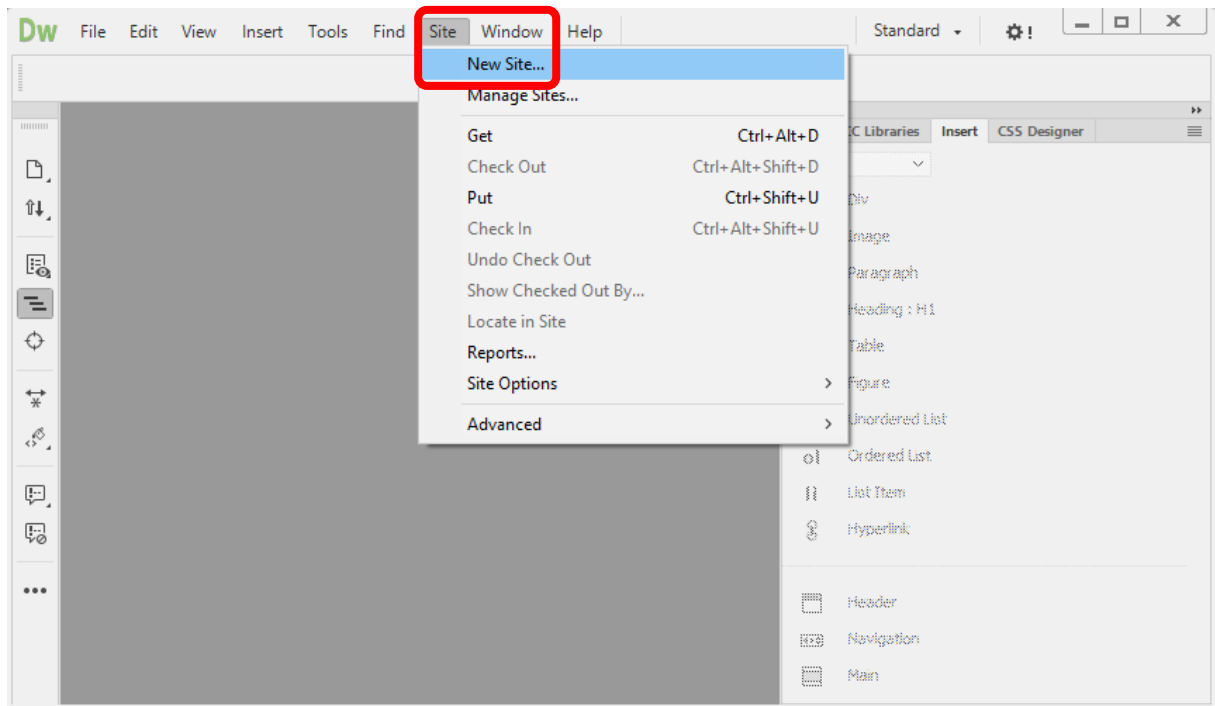 Dw File Edit View Insert Tools Find Site Window Help Standard !
New Site...
Manage Sites...
Get Ctrl+Alt+D
Check Out Ctrl+Alt+Shift+D
Put Ctrl+Shift+U
Check In Ctrl+Alt+Shift+U
Undo Check Out
Show Checked Out By...
Locate in Site
Reports...
Site Options
Advanced
CC Libraries Insert CSS Designer
Div
Image
Paragraph
Heading : H1
Table
Figure
Unordered List
Ordered List
List Item
Hyperlink
Header
Navigation
Main